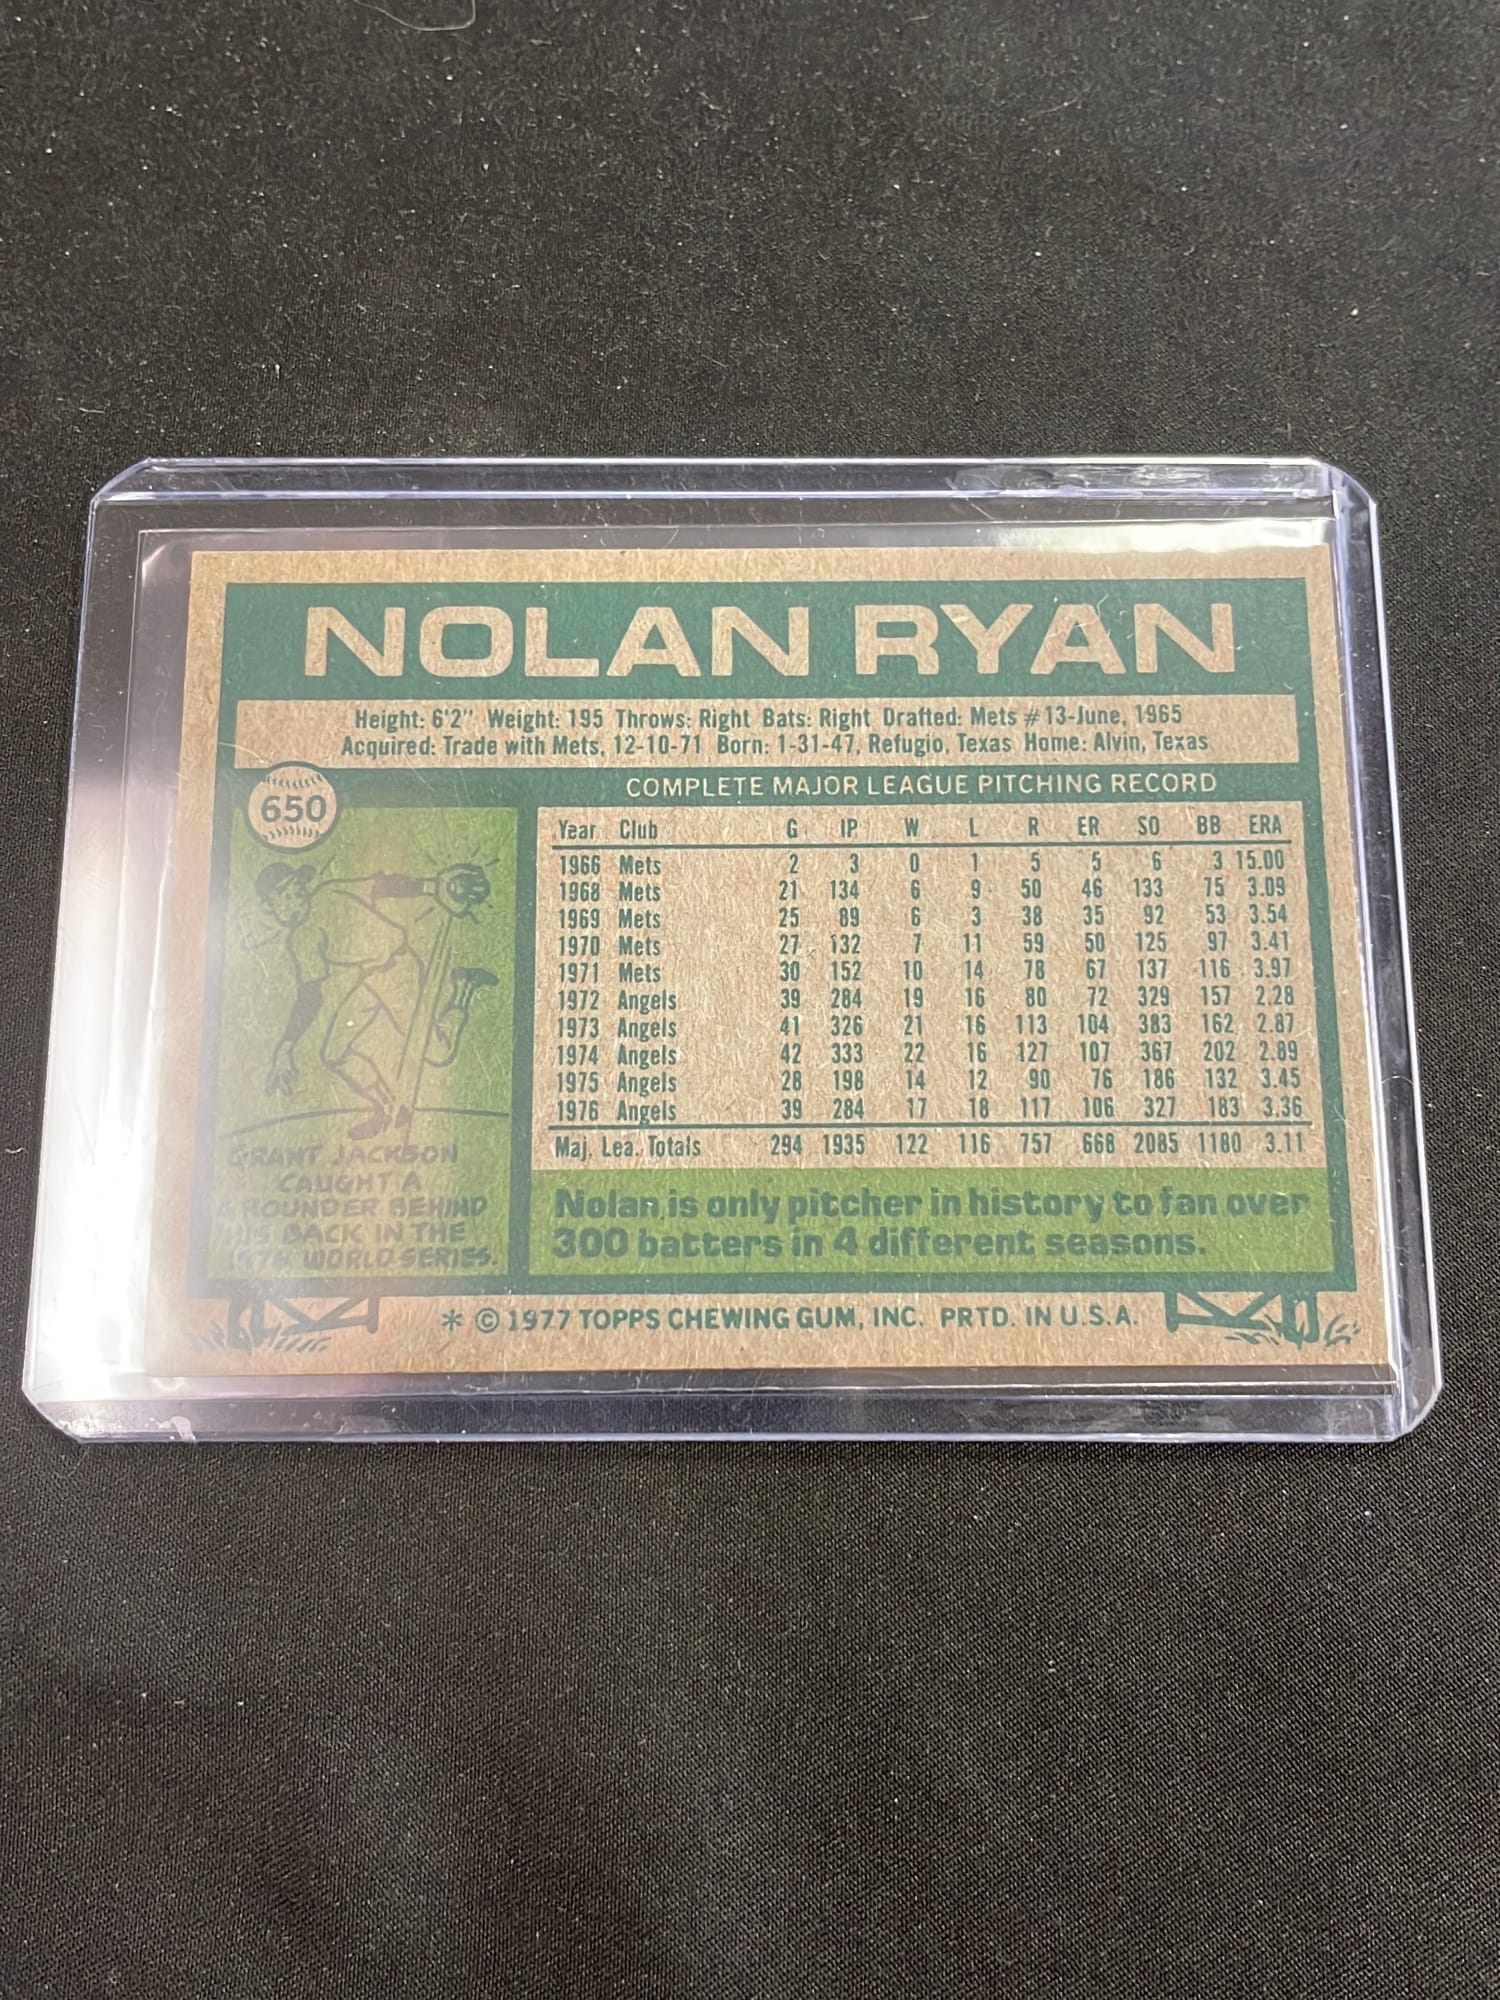 NOLAN RYAN
Height: 6'2" Weight: 195 Throws: Right Bats: Right Drafted: Mets #13-June, 1965
Acquired: Trade with Mets, 12-10-71 Born: 1-31-47, Refugio, Texas Home: Alvin, Texas
650
COMPLETE MAJOR LEAGUE PITCHING RECORD
Year Club G IP W L R ER SO BB ERA
1966 Mets 2 3 0 1 5 5 6 3 15.00
1968 Mets 21 134 6 9 50 46 133 75 3.09
1969 Mets 25 89 6 3 38 35 92 53 3.54
1970 Mets 27 132 7 11 59 50 125 97 3.41
1971 Mets 30 152 10 14 78 67 137 116 3.97
1972 Angels 39 284 19 16 80 72 329 157 2.28
1973 Angels 41 326 21 16 113 104 383 162 2.87
1974 Angels 42 333 22 16 127 107 367 202 2.89
1975 Angels 28 198 14 12 90 76 186 132 3.45
1976 Angels 39 284 17 18 117 106 327 183 3.36
Maj. Lea. Totals 294 1935 122 116 757 668 2085 1180 3.11
GRANT JACKSON
CAUGHT A
GROUNDER BEHIND
HIS BACK IN THE
WORLD SERIES.
Nolan is only pitcher in history to fan over
300 batters in 4 different seasons.
* © 1977 TOPPS CHEWING GUM, INC. PRTD. IN U.S.A.